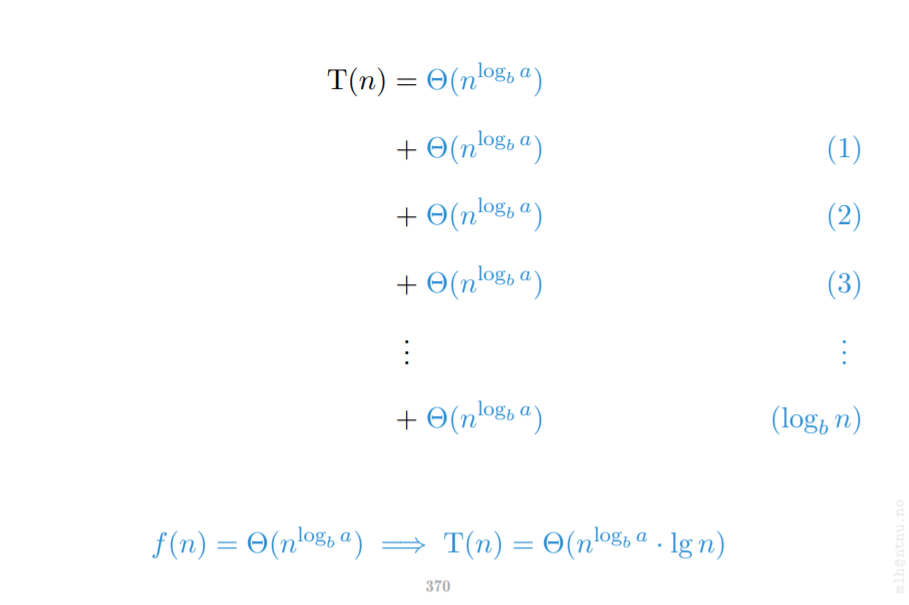 T(n) = Θ(n^{log_b a})
+ Θ(n^{log_b a}) (1)
+ Θ(n^{log_b a}) (2)
+ Θ(n^{log_b a}) (3)
⋮ ⋮
+ Θ(n^{log_b a}) (log_b n)
f(n) = Θ(n^{log_b a}) ⟹ T(n) = Θ(n^{log_b a} · lg n)
370
mlh@ntnu.no